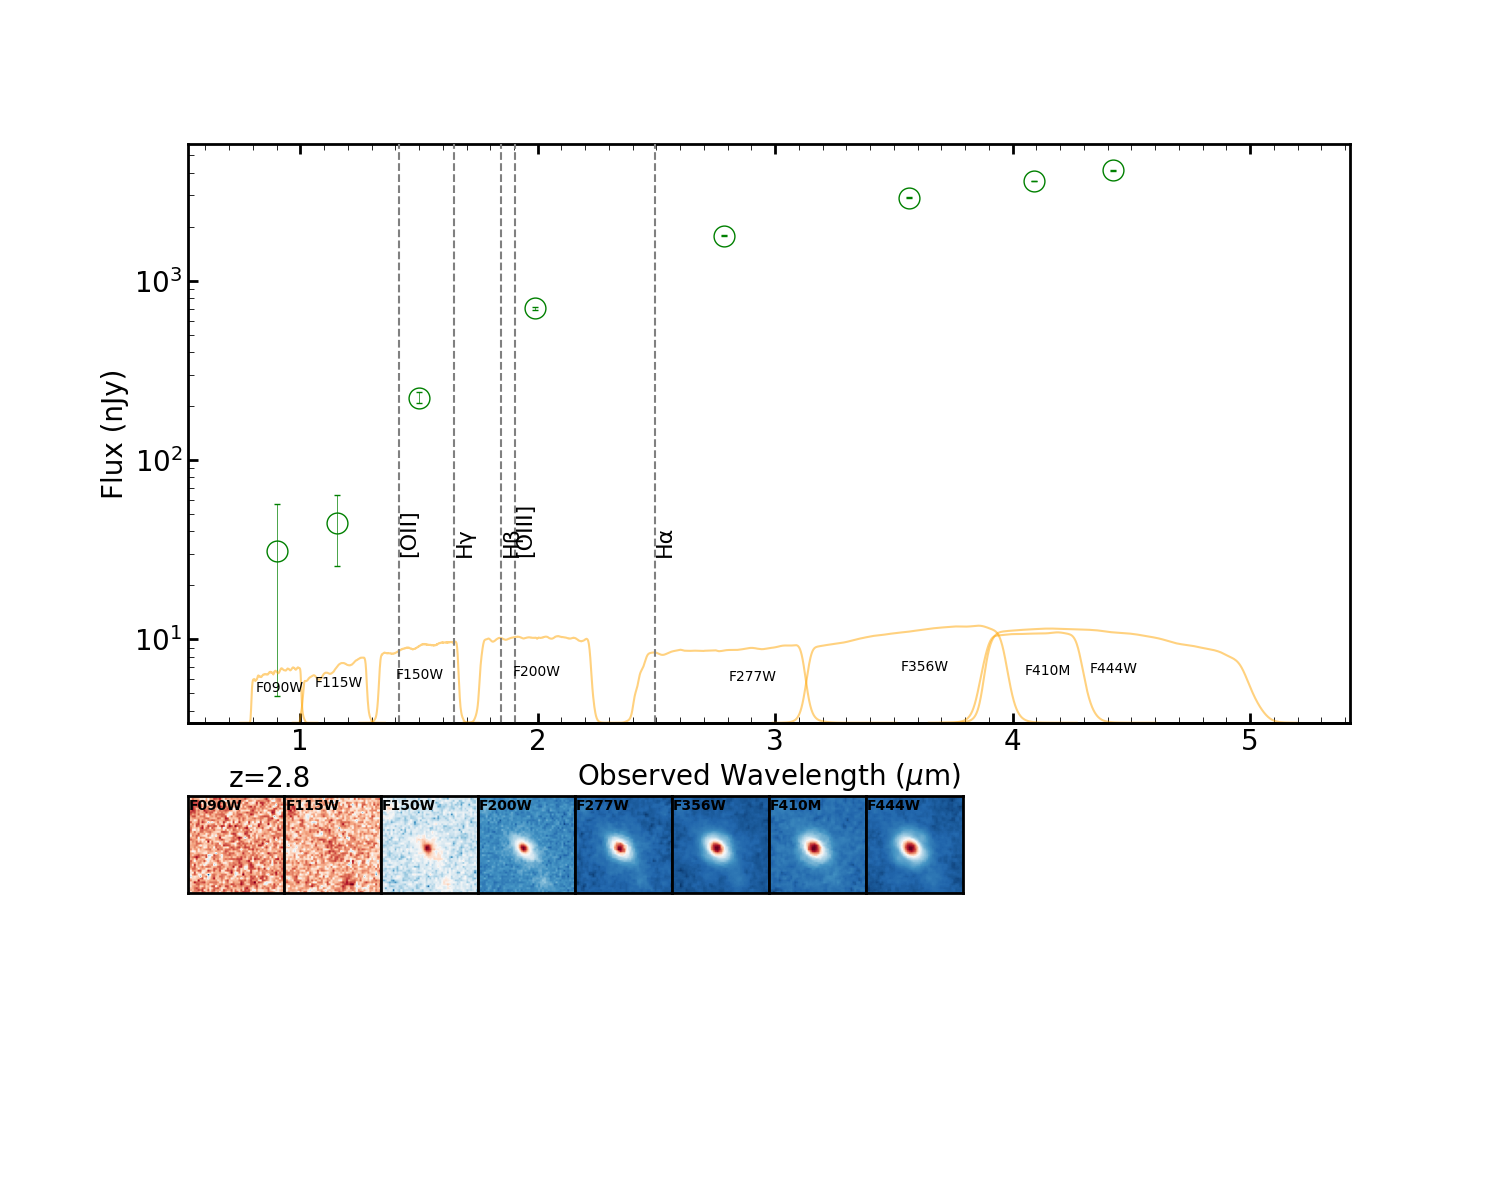 Flux (nJy)
10³
10²
10¹
[OII]
Hγ
Hβ
[OIII]
Hα
F090W
F115W
F150W
F200W
F277W
F356W
F410M
F444W
1 2 3 4 5
Observed Wavelength (μm)
z=2.8
F090W F115W F150W F200W F277W F356W F410M F444W